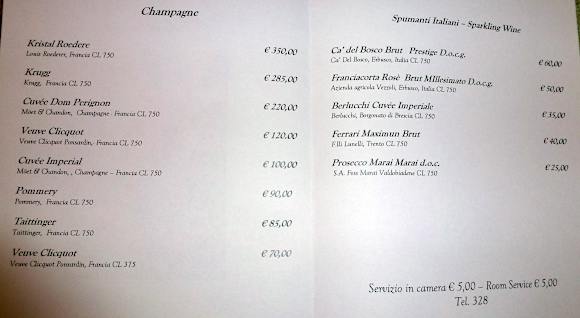 Champagne
Kristal Roedere € 350,00
Louis Roederer, Francia CL 750
Krugg € 285,00
Krugg, Francia CL 750
Cuvée Dom Perignon € 220,00
Möet & Chandon, Champagne - Francia CL 750
Veuve Clicquot € 120,00
Veuve Clicquot Ponsardin, Francia CL 750
Cuvée Imperial € 100,00
Möet & Chandon, , Champagne – Francia CL 750
Pommery € 90,00
Pommery, Francia CL 750
Taittinger € 85,00
Taittinger, Francia CL 750
Veuve Clicquot € 70,00
Veuve Clicquot Ponsardin, Francia CL 375
Spumanti Italiani – Sparkling Wine
Ca' del Bosco Brut Prestige D.o.c.g. € 60,00
Ca' Del Bosco, Erbusco, Italia CL 750
Franciacorta Rosè Brut MIllesimato D.o.c.g. € 50,00
Azienda agricola Vezzoli, Erbusco, Italia CL 750
Berlucchi Cuvée Imperiale € 35,00
Berlucchi, Borgonato di Brescia CL 750
Ferrari Maximun Brut € 40,00
F.lli Lunelli, Trento CL 750
Prosecco Marai Marai d.o.c. € 25,00
S.A. Foss Marai Valdobiadene CL 750
Servizio in camera € 5,00 – Room Service € 5,00
Tel. 328